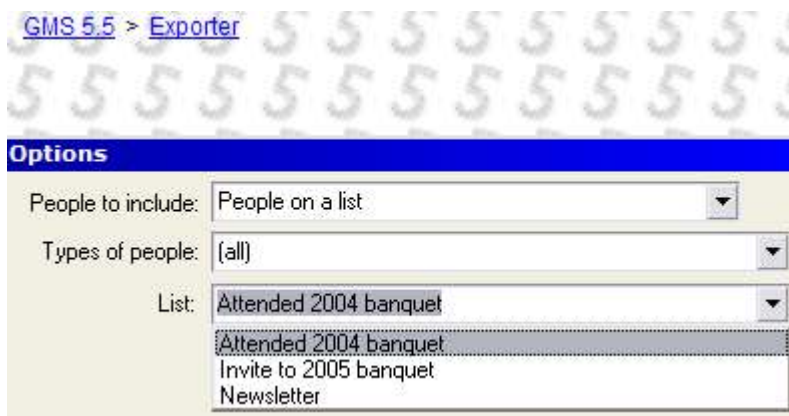 GMS 5.5 > Exporter
Options
People to include: People on a list
Types of people: (all)
List: Attended 2004 banquet
Attended 2004 banquet
Invite to 2005 banquet
Newsletter